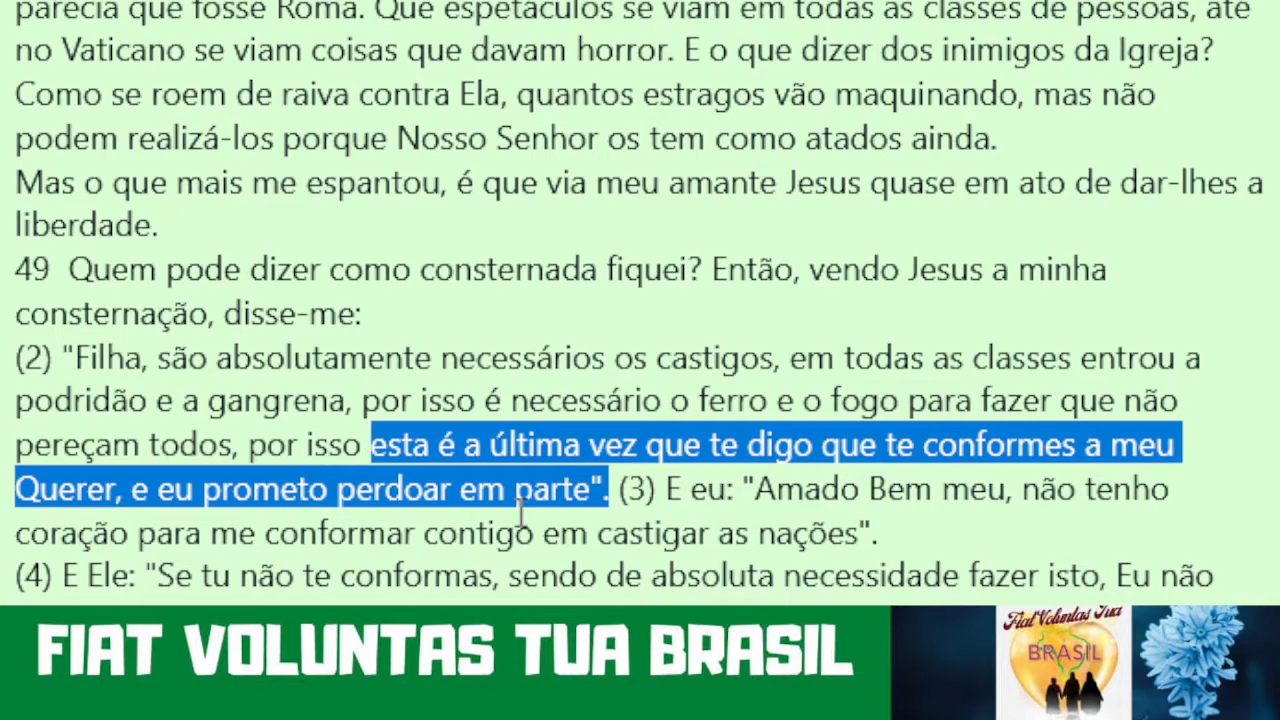 parecia que fosse Roma. Que espetáculos se viam em todas as classes de pessoas, até
no Vaticano se viam coisas que davam horror. E o que dizer dos inimigos da Igreja?
Como se roem de raiva contra Ela, quantos estragos vão maquinando, mas não
podem realizá-los porque Nosso Senhor os tem como atados ainda.
Mas o que mais me espantou, é que via meu amante Jesus quase em ato de dar-lhes a
liberdade.
49  Quem pode dizer como consternada fiquei? Então, vendo Jesus a minha
consternação, disse-me:
(2) "Filha, são absolutamente necessários os castigos, em todas as classes entrou a
podridão e a gangrena, por isso é necessário o ferro e o fogo para fazer que não
pereçam todos, por isso esta é a última vez que te digo que te conformes a meu
Querer, e eu prometo perdoar em parte". (3) E eu: "Amado Bem meu, não tenho
coração para me conformar contigo em castigar as nações".
(4) E Ele: "Se tu não te conformas, sendo de absoluta necessidade fazer isto, Eu não
FIAT VOLUNTAS TUA BRASIL
Fiat Voluntas Tua
BRASIL